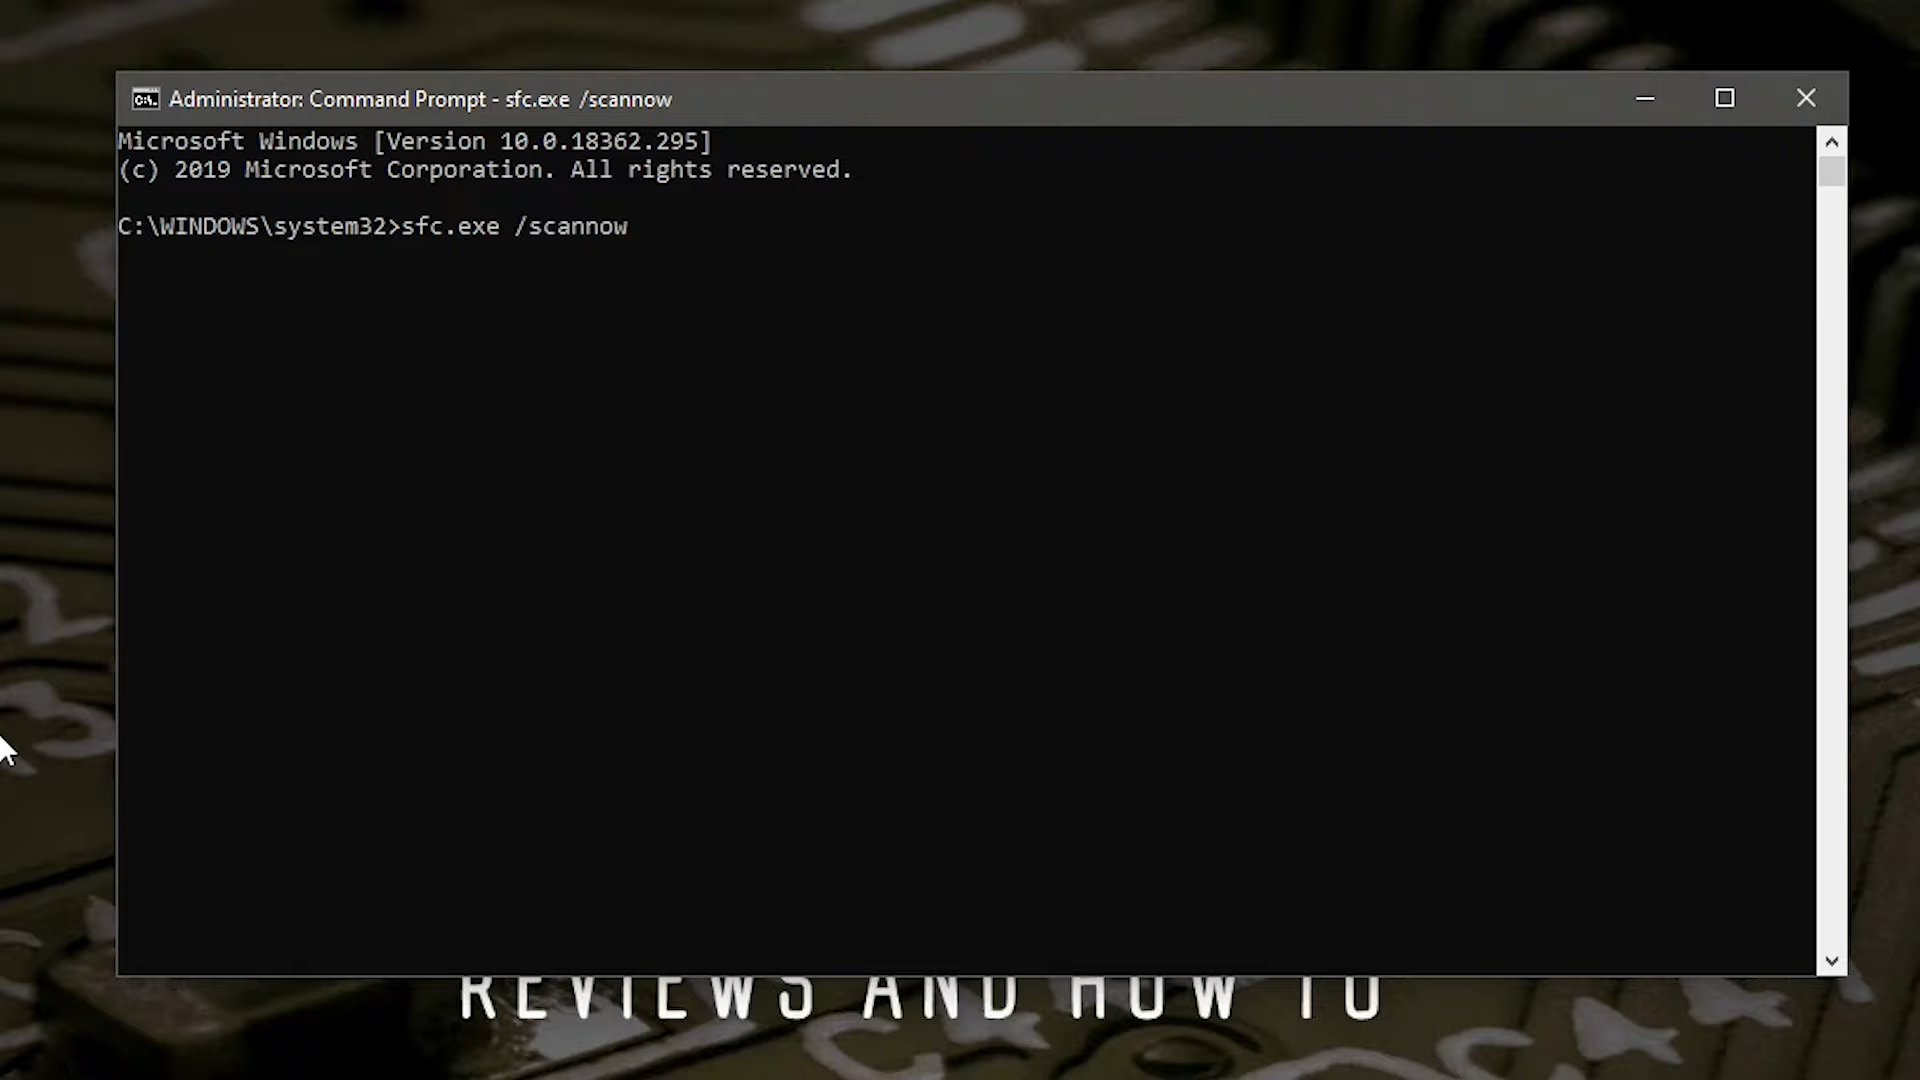 Administrator: Command Prompt - sfc.exe /scannow
Microsoft Windows [Version 10.0.18362.295]
(c) 2019 Microsoft Corporation. All rights reserved.
C:\WINDOWS\system32>sfc.exe /scannow
REVIEWS AND HOW TO